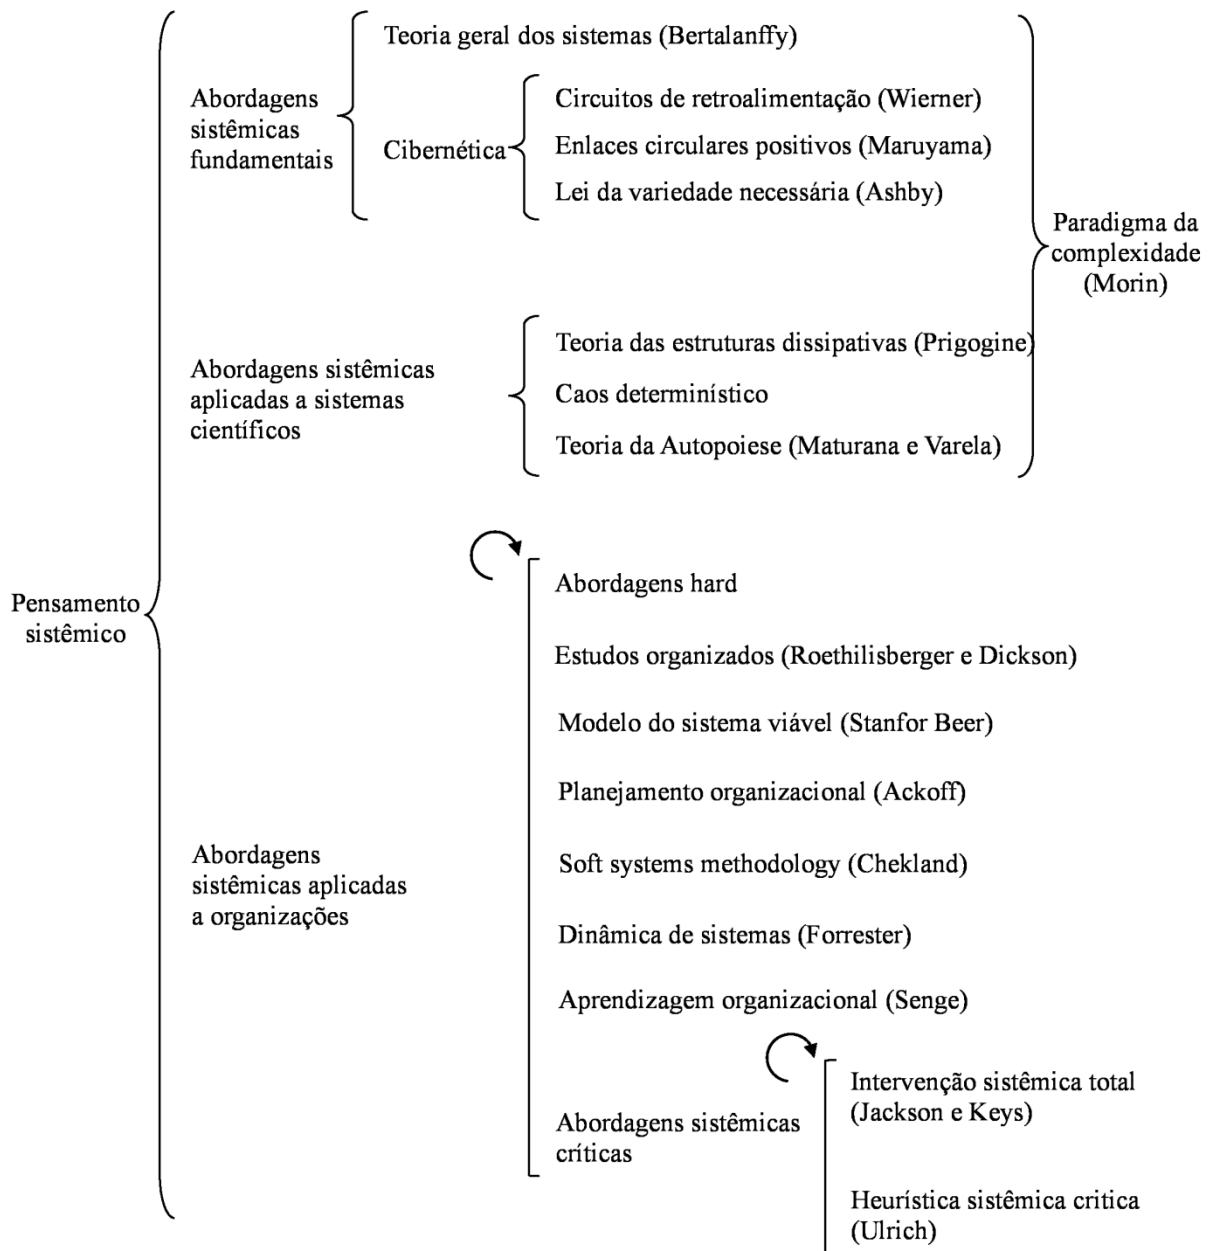 Teoria geral dos sistemas (Bertalanffy)
Abordagens
sistêmicas
fundamentais
Cibernética
Circuitos de retroalimentação (Wierner)
Enlaces circulares positivos (Maruyama)
Lei da variedade necessária (Ashby)
Paradigma da
complexidade
(Morin)
Abordagens sistêmicas
aplicadas a sistemas
científicos
Teoria das estruturas dissipativas (Prigogine)
Caos determinístico
Teoria da Autopoiese (Maturana e Varela)
Pensamento
sistêmico
Abordagens
sistêmicas aplicadas
a organizações
Abordagens hard
Estudos organizados (Roethilisberger e Dickson)
Modelo do sistema viável (Stanfor Beer)
Planejamento organizacional (Ackoff)
Soft systems methodology (Chekland)
Dinâmica de sistemas (Forrester)
Aprendizagem organizacional (Senge)
Abordagens sistêmicas
críticas
Intervenção sistêmica total
(Jackson e Keys)
Heurística sistêmica critica
(Ulrich)